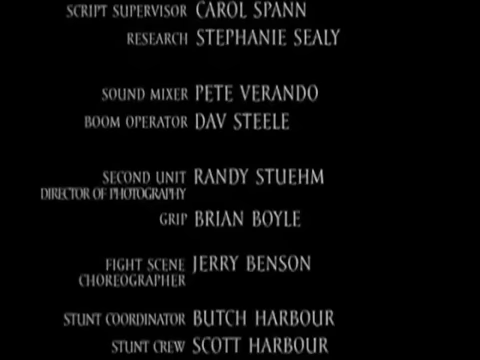 SCRIPT SUPERVISOR CAROL SPANN
RESEARCH STEPHANIE SEALY
SOUND MIXER PETE VERANDO
BOOM OPERATOR DAV STEELE
SECOND UNIT RANDY STUEHM
DIRECTOR OF PHOTOGRAPHY
GRIP BRIAN BOYLE
FIGHT SCENE JERRY BENSON
CHOREOGRAPHER
STUNT COORDINATOR BUTCH HARBOUR
STUNT CREW SCOTT HARBOUR